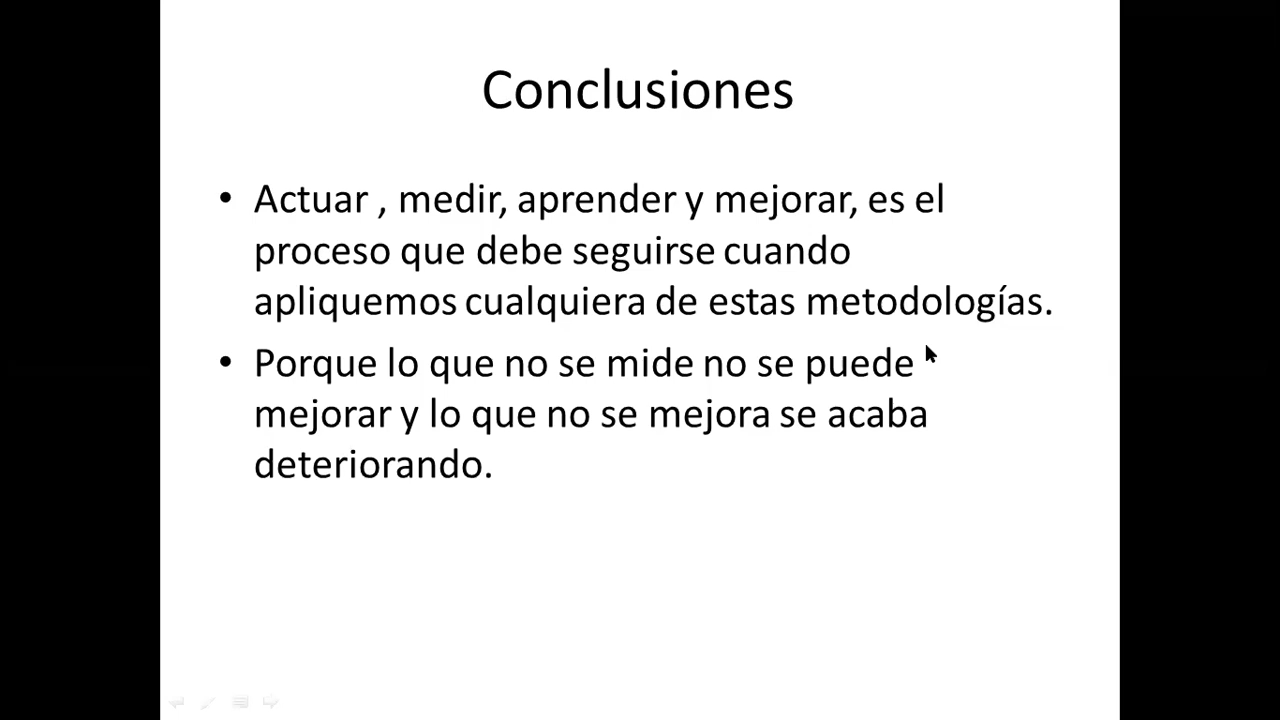 Conclusiones
• Actuar , medir, aprender y mejorar, es el
proceso que debe seguirse cuando
apliquemos cualquiera de estas metodologías.
• Porque lo que no se mide no se puede
mejorar y lo que no se mejora se acaba
deteriorando.